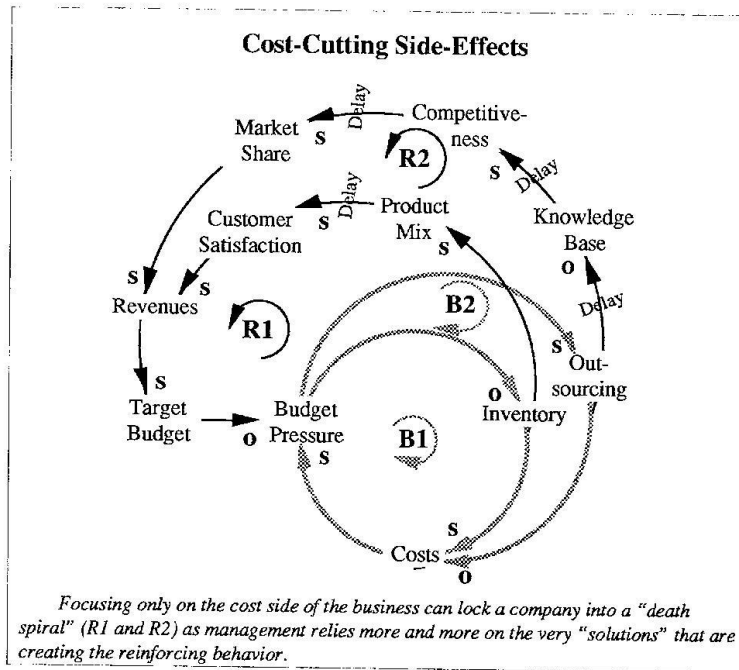 Cost-Cutting Side-Effects
Competitive-
ness
Delay
s
Market
Share
R2
s
Delay
Product
Mix
Delay
s
Customer
Satisfaction
s
Knowledge
Base
o
s
s
Revenues
R1
B2
Delay
s
Out-
sourcing
s
Target
Budget
o
Budget
Pressure
s
B1
o
Inventory
s
Costs
o
Focusing only on the cost side of the business can lock a company into a “death
spiral” (R1 and R2) as management relies more and more on the very “solutions” that are
creating the reinforcing behavior.